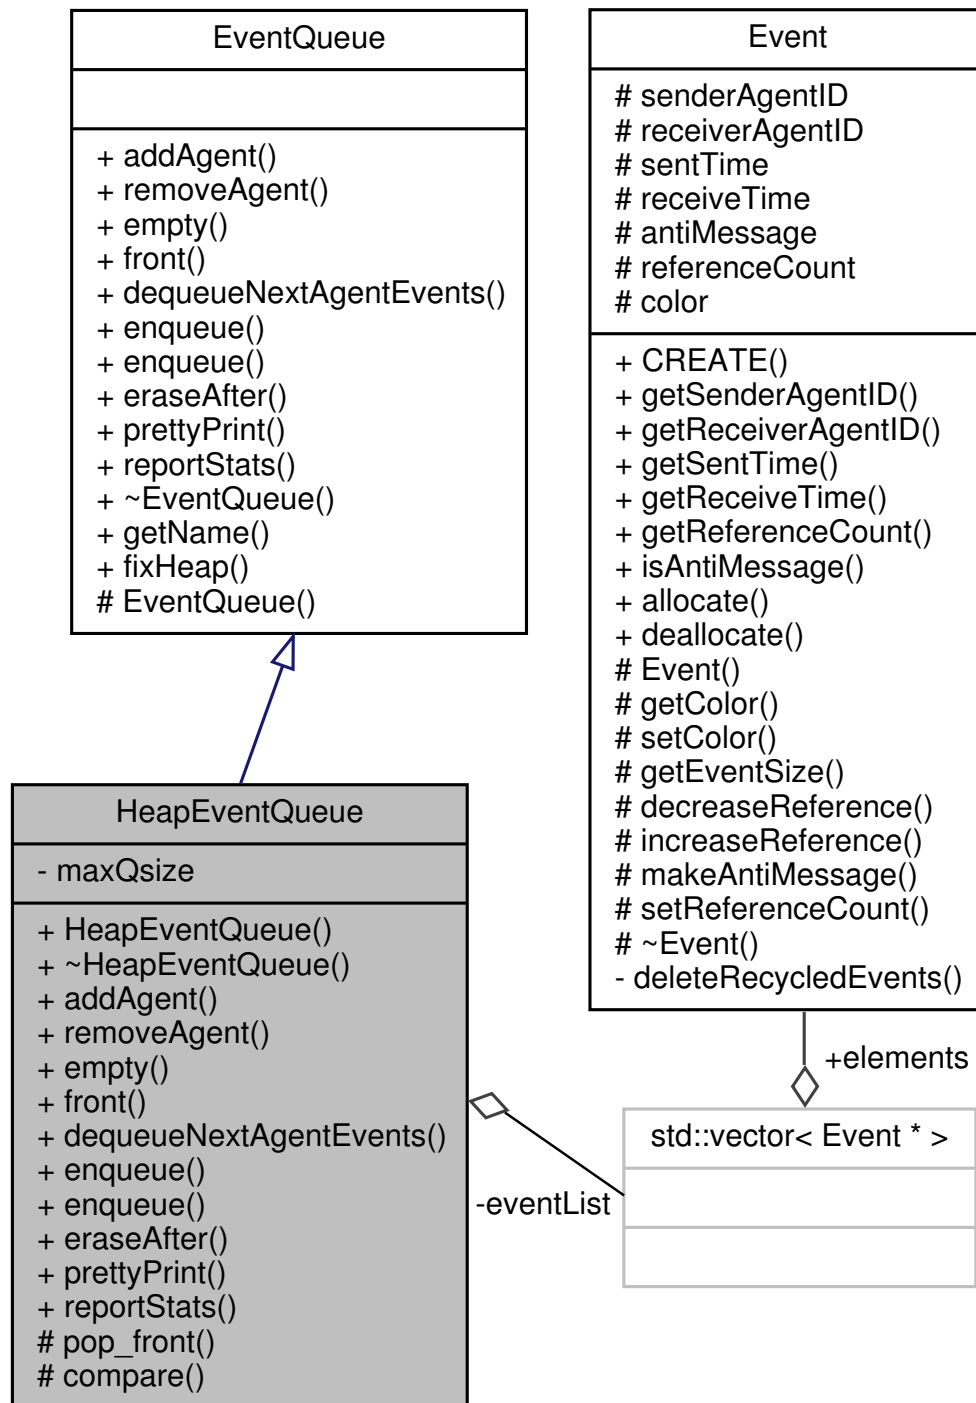 EventQueue
+ addAgent()
+ removeAgent()
+ empty()
+ front()
+ dequeueNextAgentEvents()
+ enqueue()
+ enqueue()
+ eraseAfter()
+ prettyPrint()
+ reportStats()
+ ~EventQueue()
+ getName()
+ fixHeap()
# EventQueue()
Event
# senderAgentID
# receiverAgentID
# sentTime
# receiveTime
# antiMessage
# referenceCount
# color
+ CREATE()
+ getSenderAgentID()
+ getReceiverAgentID()
+ getSentTime()
+ getReceiveTime()
+ getReferenceCount()
+ isAntiMessage()
+ allocate()
+ deallocate()
# Event()
# getColor()
# setColor()
# getEventSize()
# decreaseReference()
# increaseReference()
# makeAntiMessage()
# setReferenceCount()
# ~Event()
- deleteRecycledEvents()
HeapEventQueue
- maxQsize
+ HeapEventQueue()
+ ~HeapEventQueue()
+ addAgent()
+ removeAgent()
+ empty()
+ front()
+ dequeueNextAgentEvents()
+ enqueue()
+ enqueue()
+ eraseAfter()
+ prettyPrint()
+ reportStats()
# pop_front()
# compare()
+elements
std::vector< Event * >
-eventList